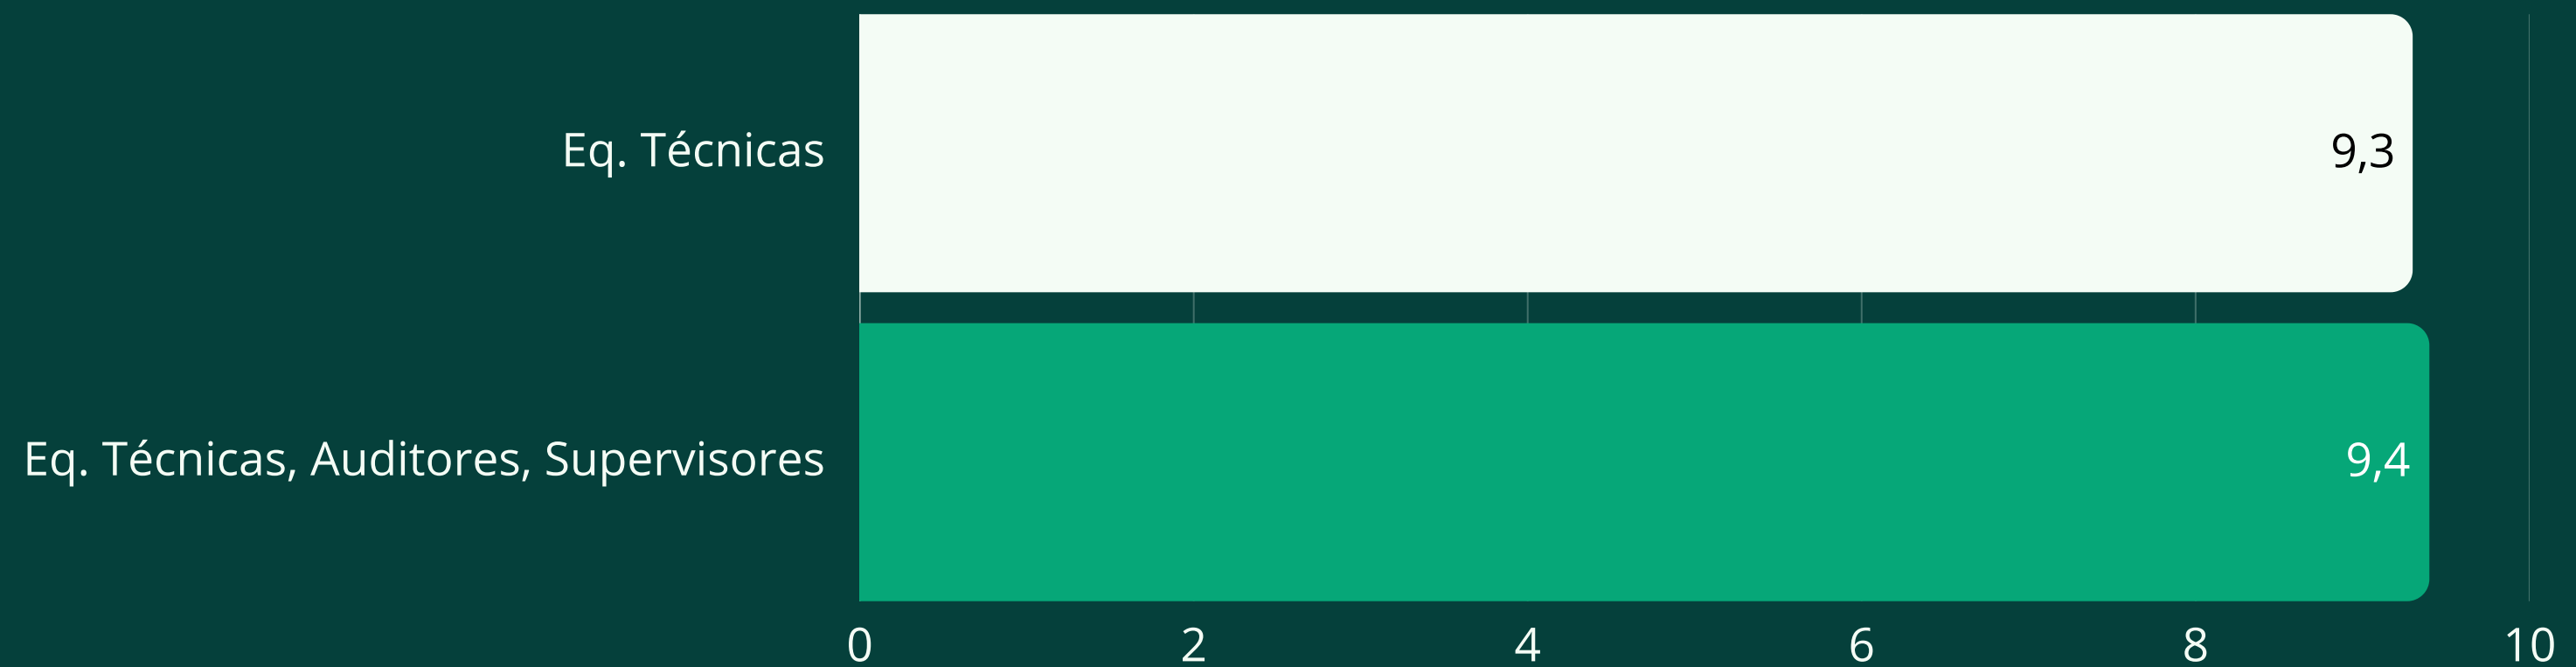 Eq. Técnicas
9,3
Eq. Técnicas, Auditores, Supervisores
9,4
0 2 4 6 8 10